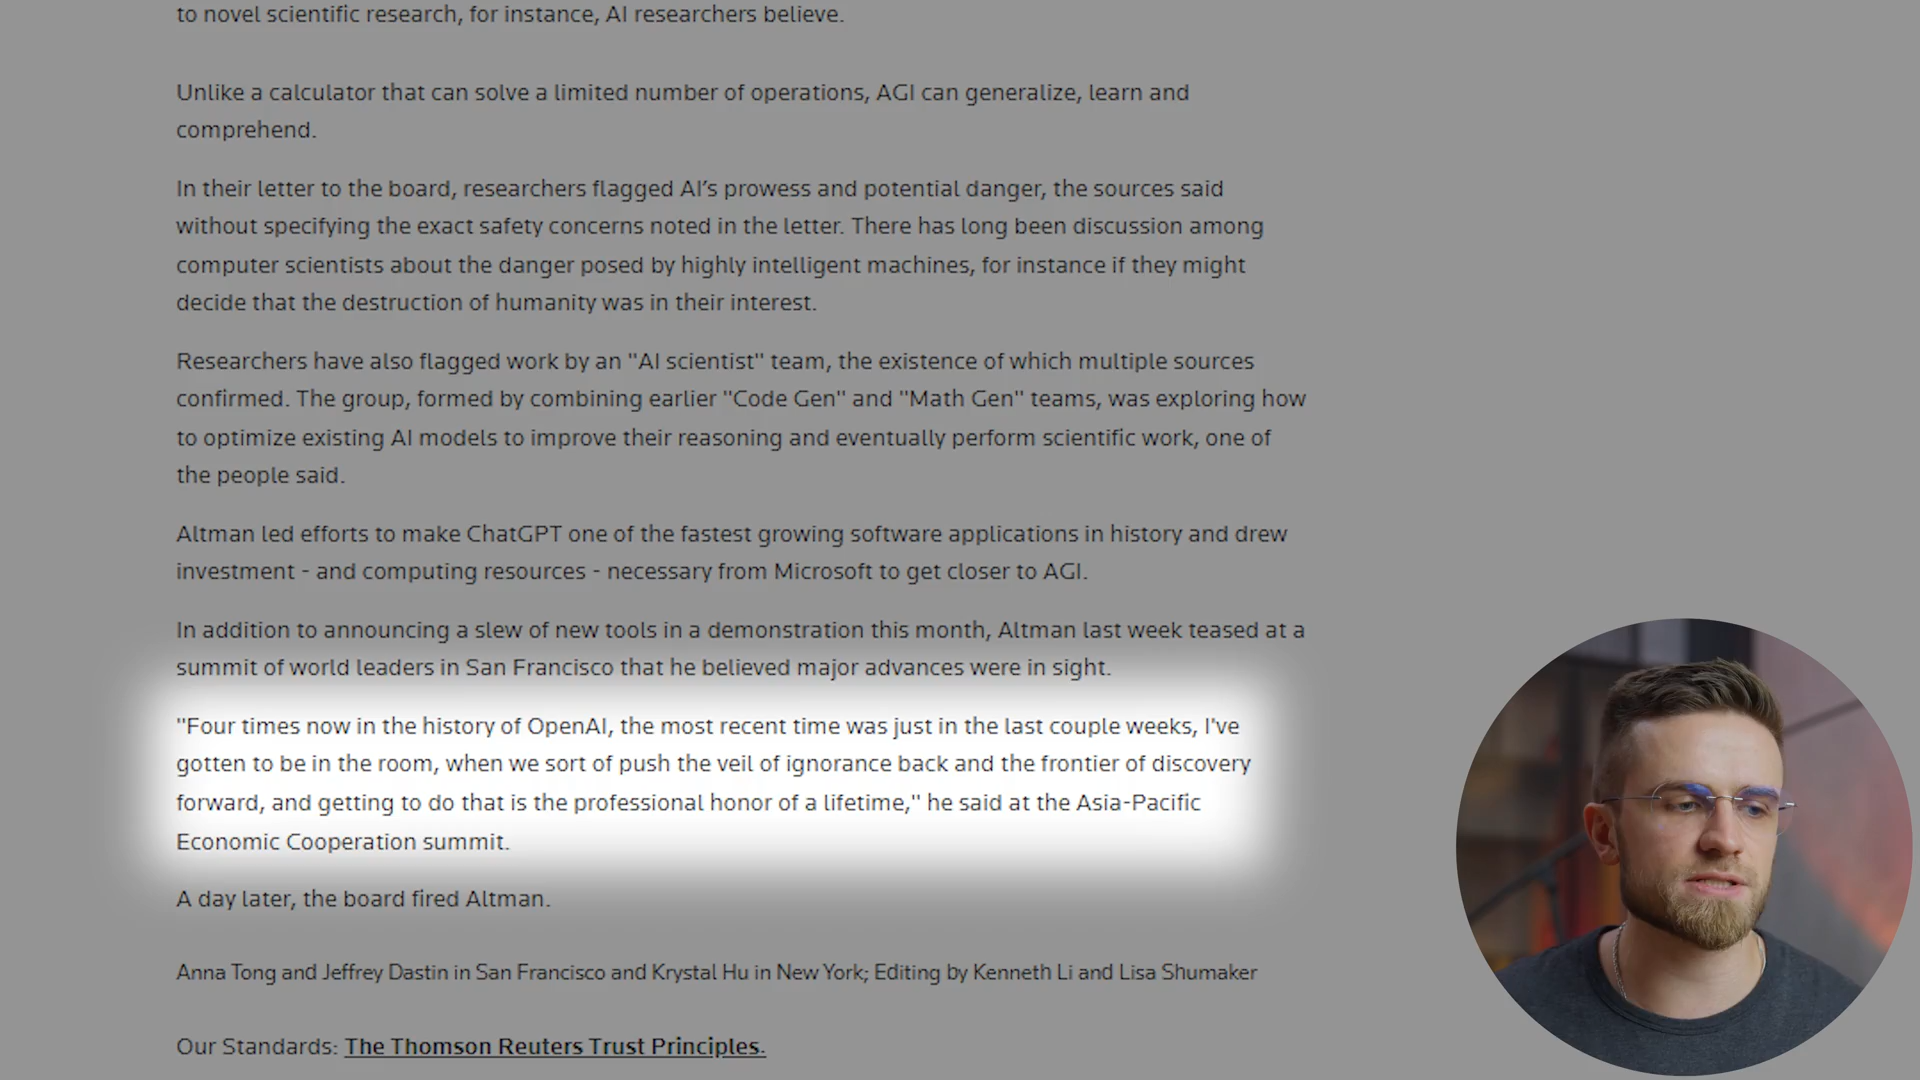 to novel scientific research, for instance, AI researchers believe.
Unlike a calculator that can solve a limited number of operations, AGI can generalize, learn and
comprehend.
In their letter to the board, researchers flagged AI’s prowess and potential danger, the sources said
without specifying the exact safety concerns noted in the letter. There has long been discussion among
computer scientists about the danger posed by highly intelligent machines, for instance if they might
decide that the destruction of humanity was in their interest.
Researchers have also flagged work by an "AI scientist" team, the existence of which multiple sources
confirmed. The group, formed by combining earlier "Code Gen" and "Math Gen" teams, was exploring how
to optimize existing AI models to improve their reasoning and eventually perform scientific work, one of
the people said.
Altman led efforts to make ChatGPT one of the fastest growing software applications in history and drew
investment - and computing resources - necessary from Microsoft to get closer to AGI.
In addition to announcing a slew of new tools in a demonstration this month, Altman last week teased at a
summit of world leaders in San Francisco that he believed major advances were in sight.
"Four times now in the history of OpenAI, the most recent time was just in the last couple weeks, I've
gotten to be in the room, when we sort of push the veil of ignorance back and the frontier of discovery
forward, and getting to do that is the professional honor of a lifetime," he said at the Asia-Pacific
Economic Cooperation summit.
A day later, the board fired Altman.
Anna Tong and Jeffrey Dastin in San Francisco and Krystal Hu in New York; Editing by Kenneth Li and Lisa Shumaker
Our Standards: The Thomson Reuters Trust Principles.